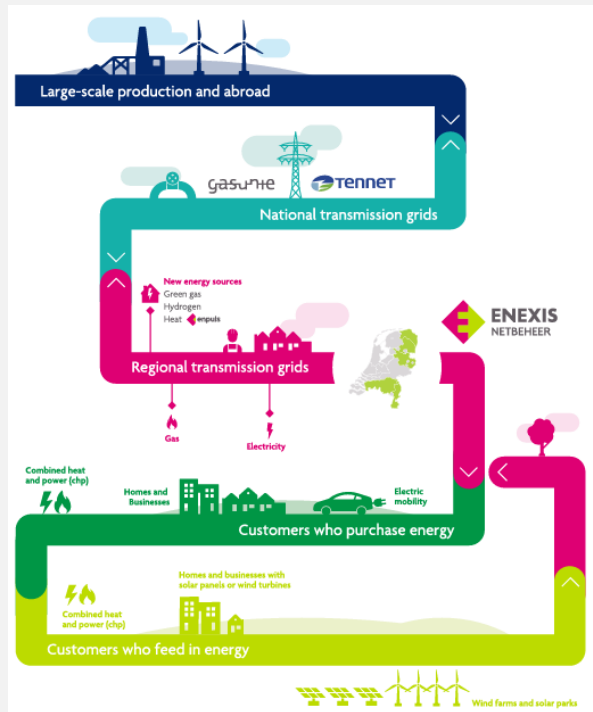 Large-scale production and abroad
gasunie
TENNET
National transmission grids
New energy sources
Green gas
Hydrogen
Heat enpuls
ENEXIS
NETBEHEER
Regional transmission grids
Gas
Electricity
Combined heat
and power (chp)
Homes and
Businesses
Electric
mobility
Customers who purchase energy
Homes and businesses with
solar panels or wind turbines
Combined heat
and power (chp)
Customers who feed in energy
Wind farms and solar parks